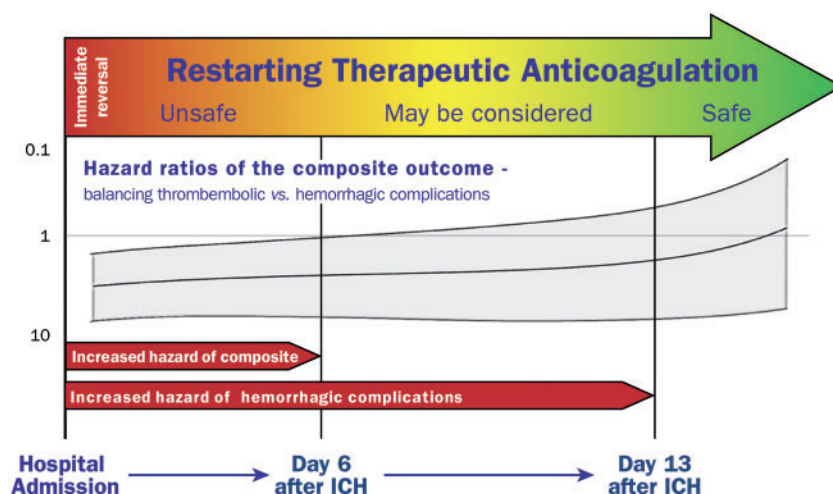 Immediate
reversal
Restarting Therapeutic Anticoagulation
Unsafe
May be considered
Safe
0.1
Hazard ratios of the composite outcome -
balancing thrombembolic vs. hemorrhagic complications
1
10
Increased hazard of composite
Increased hazard of hemorrhagic complications
Hospital
Admission
Day 6
after ICH
Day 13
after ICH